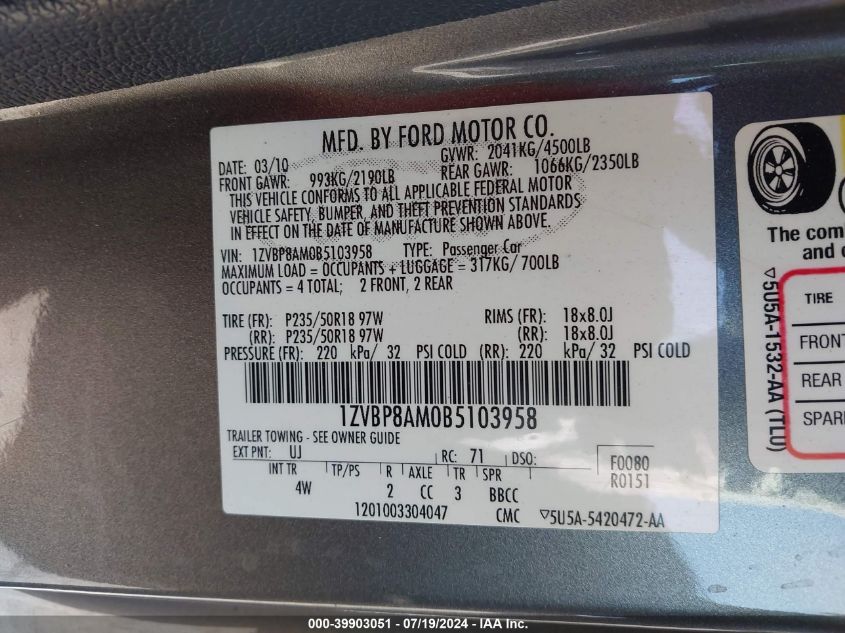 MFD. BY FORD MOTOR CO.
DATE: 03/10 GVWR: 2041KG/4500LB
FRONT GAWR: 993KG/2190LB REAR GAWR: 1066KG/2350LB
THIS VEHICLE CONFORMS TO ALL APPLICABLE FEDERAL MOTOR
VEHICLE SAFETY, BUMPER, AND THEFT PREVENTION STANDARDS
IN EFFECT ON THE DATE OF MANUFACTURE SHOWN ABOVE.
VIN: 1ZVBP8AM0B5103958 TYPE: Passenger Car
MAXIMUM LOAD = OCCUPANTS + LUGGAGE = 317KG/700LB
OCCUPANTS = 4 TOTAL; 2 FRONT, 2 REAR
TIRE (FR): P235/50R18 97W RIMS (FR): 18x8.0J
(RR): P235/50R18 97W (RR): 18x8.0J
PRESSURE (FR): 220 kPa/ 32 PSI COLD (RR): 220 kPa/ 32 PSI COLD
1ZVBP8AM0B5103958
TRAILER TOWING - SEE OWNER GUIDE
EXT PNT: UJ RC: 71 DSO: F0080
R0151
INT TR TP/PS R AXLE TR SPR
4W 2 CC 3 BBCC
1201003304047 CMC ▽5U5A-5420472-AA
The com
and
▽5U5A-1532-AA (TLU)
TIRE
FRONT
REAR
SPAR
000-39903051 - 07/19/2024 - IAA Inc.